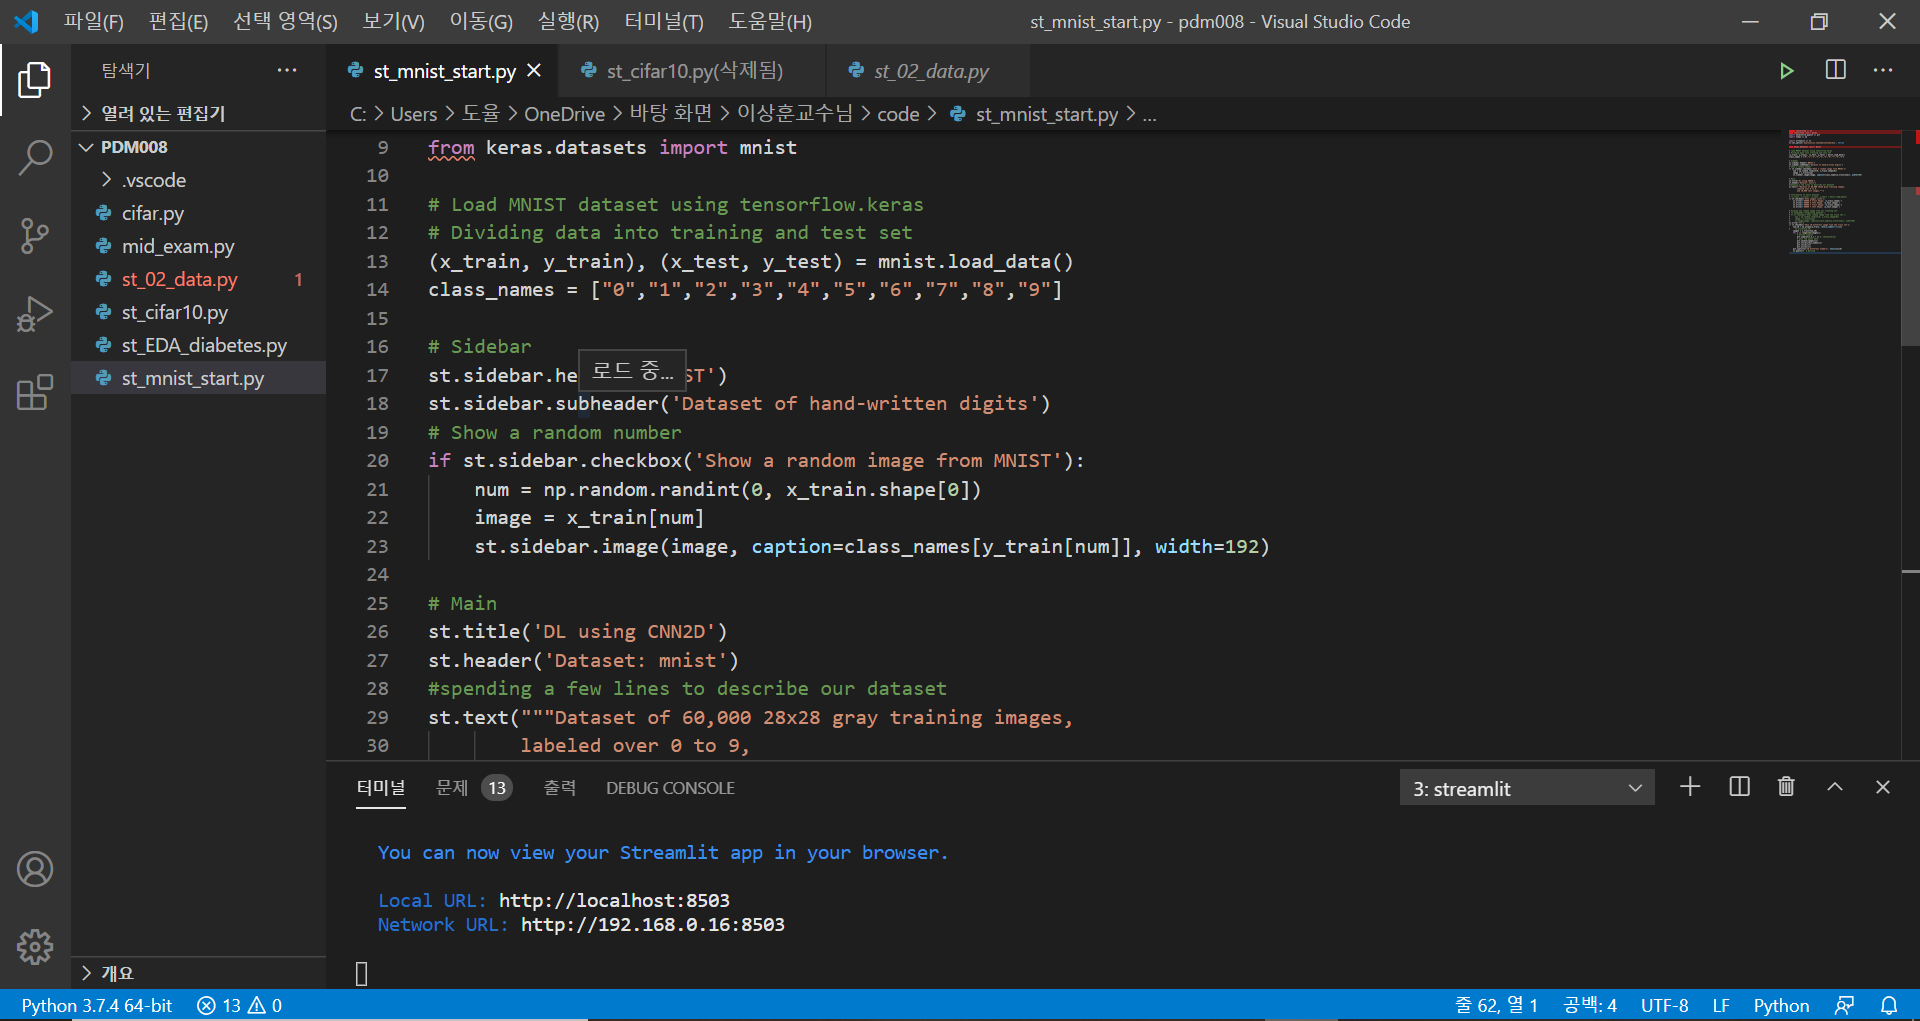 파일(F) 편집(E) 선택 영역(S) 보기(V) 이동(G) 실행(R) 터미널(T) 도움말(H) st_mnist_start.py - pdm008 - Visual Studio Code
탐색기
st_mnist_start.py st_cifar10.py(삭제됨) st_02_data.py
열려 있는 편집기
C: > Users > 도율 > OneDrive > 바탕 화면 > 이상훈교수님 > code > st_mnist_start.py > ...
PDM008
.vscode
cifar.py
mid_exam.py
st_02_data.py 1
st_cifar10.py
st_EDA_diabetes.py
st_mnist_start.py
개요
9 from keras.datasets import mnist
10
11 # Load MNIST dataset using tensorflow.keras
12 # Dividing data into training and test set
13 (x_train, y_train), (x_test, y_test) = mnist.load_data()
14 class_names = ["0","1","2","3","4","5","6","7","8","9"]
15
16 # Sidebar
로드 중...
17 st.sidebar.he ST')
18 st.sidebar.subheader('Dataset of hand-written digits')
19 # Show a random number
20 if st.sidebar.checkbox('Show a random image from MNIST'):
21 num = np.random.randint(0, x_train.shape[0])
22 image = x_train[num]
23 st.sidebar.image(image, caption=class_names[y_train[num]], width=192)
24
25 # Main
26 st.title('DL using CNN2D')
27 st.header('Dataset: mnist')
28 #spending a few lines to describe our dataset
29 st.text("""Dataset of 60,000 28x28 gray training images,
30 labeled over 0 to 9,
터미널 문제 13 출력 DEBUG CONSOLE 3: streamlit
You can now view your Streamlit app in your browser.
Local URL: http://localhost:8503
Network URL: http://192.168.0.16:8503
Python 3.7.4 64-bit 13 0 줄 62, 열 1 공백: 4 UTF-8 LF Python